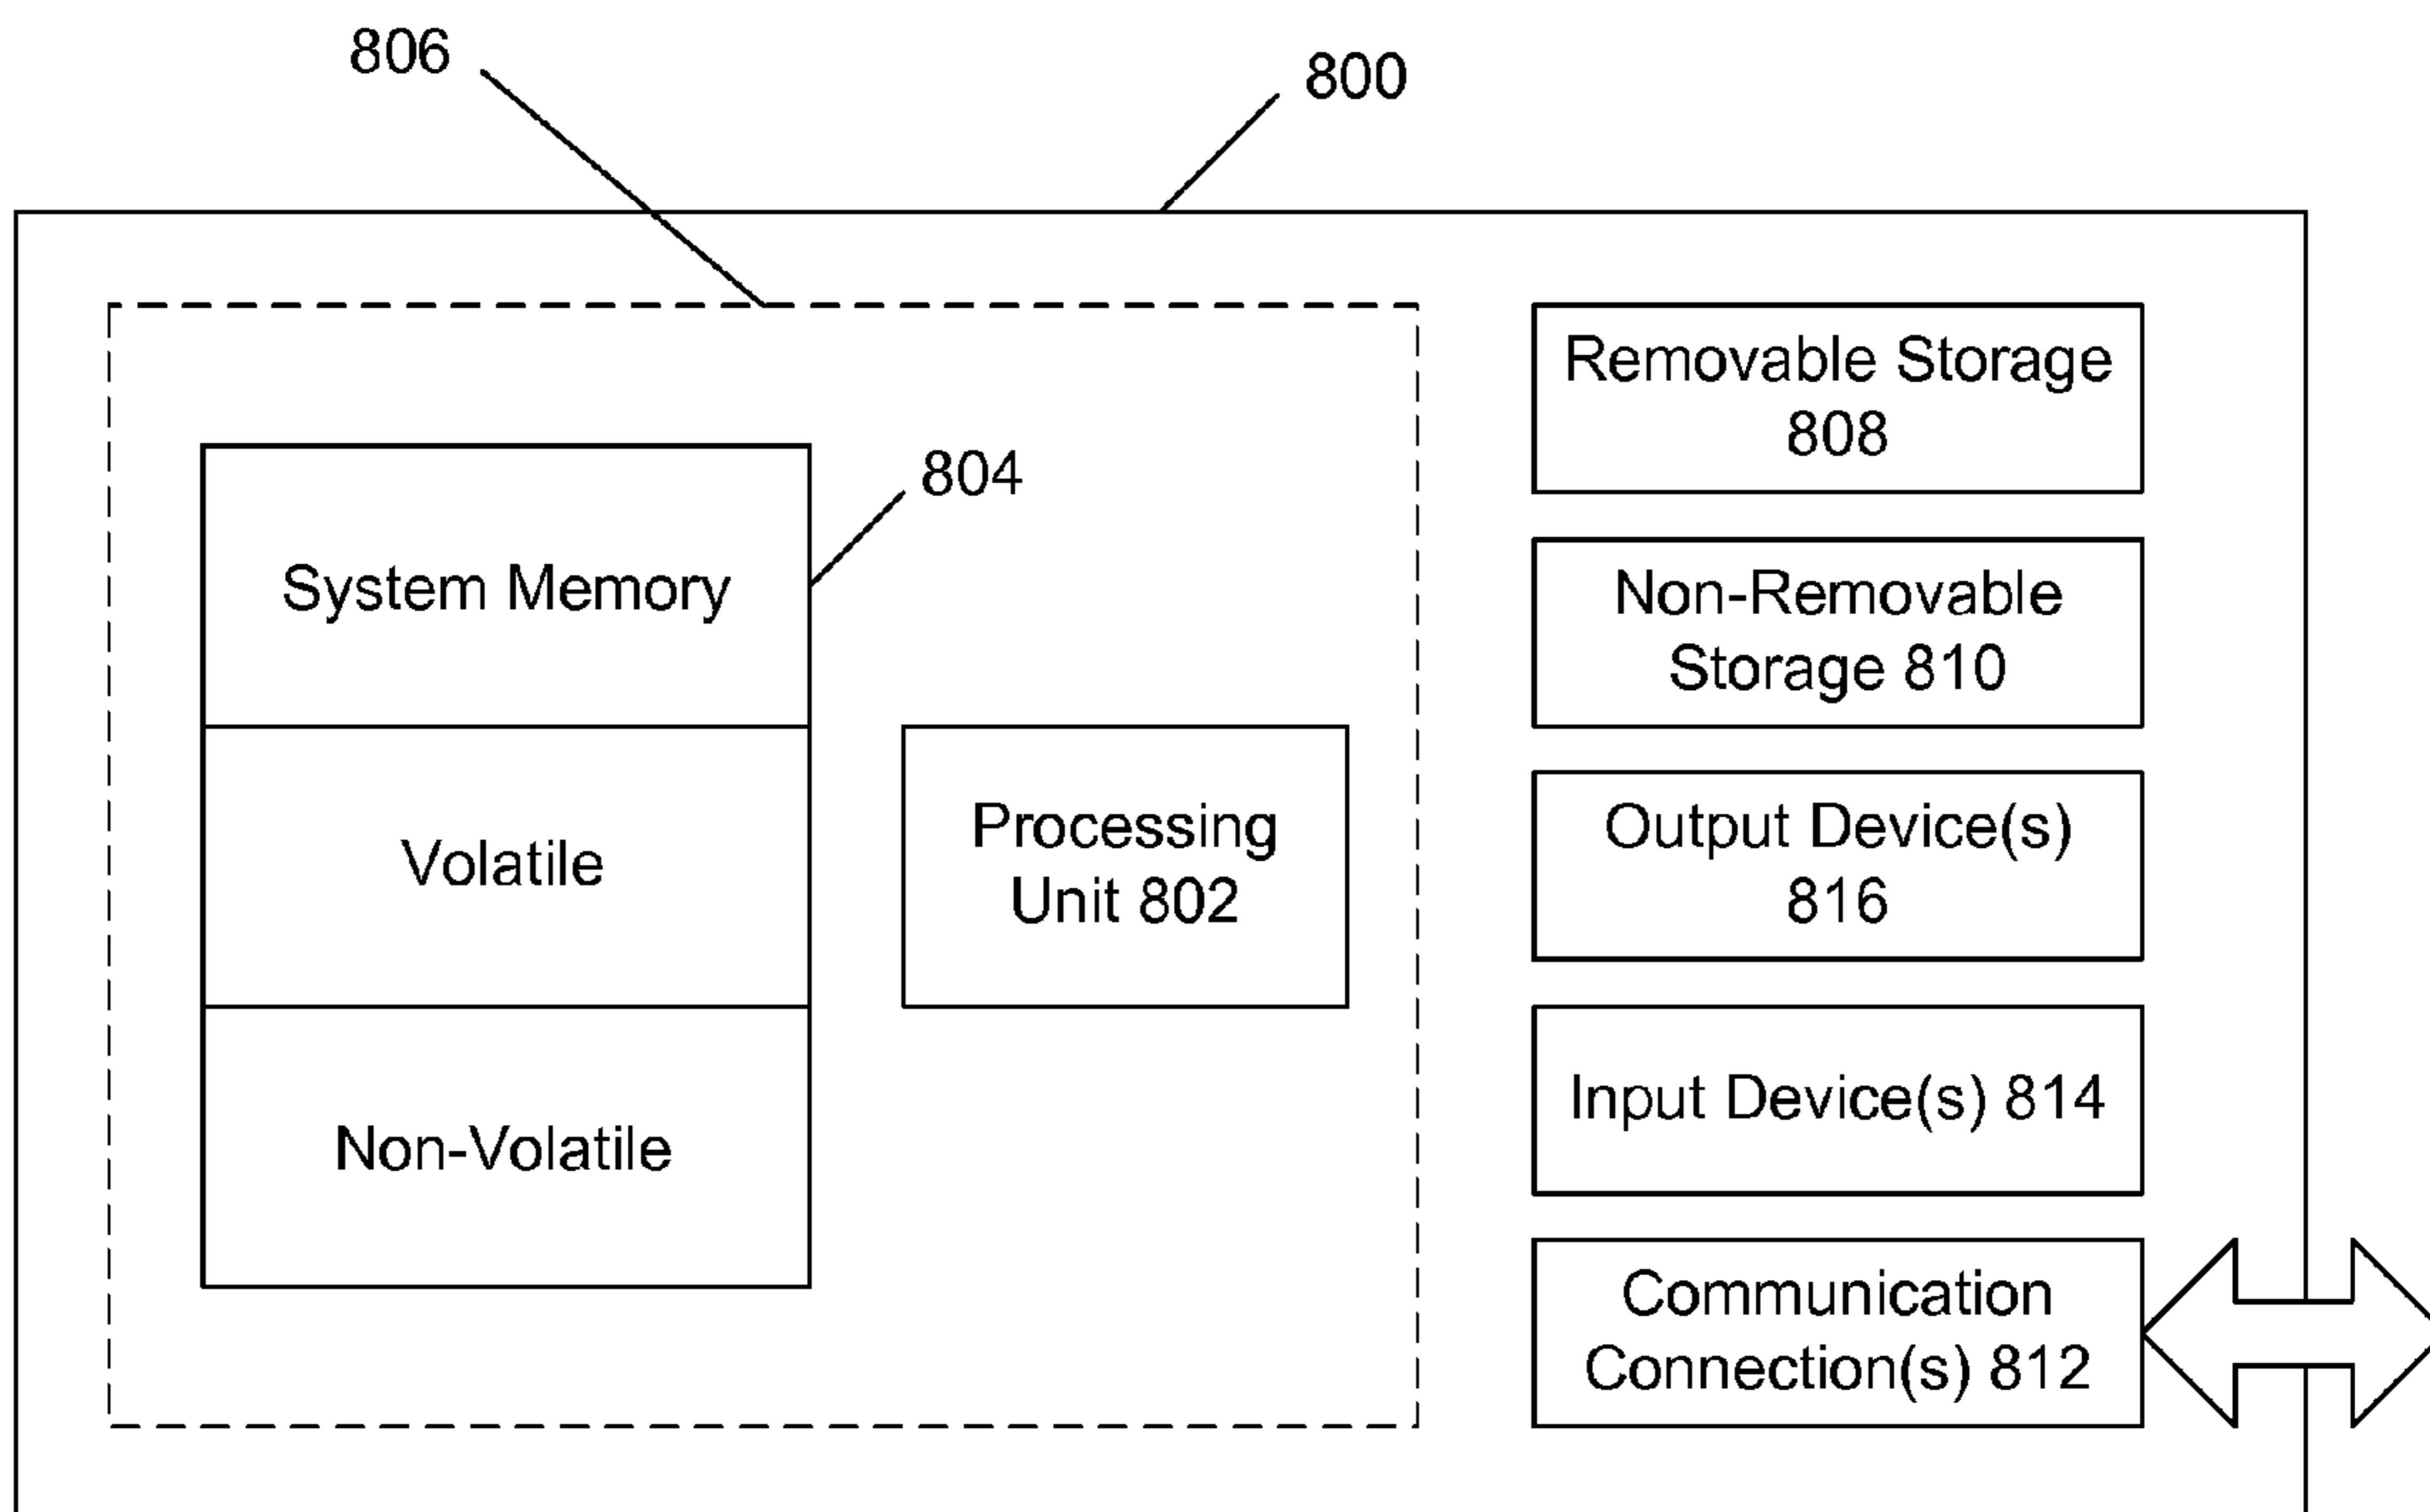 806
800
804
System Memory
Volatile
Non-Volatile
Processing
Unit 802
Removable Storage
808
Non-Removable
Storage 810
Output Device(s)
816
Input Device(s) 814
Communication
Connection(s) 812